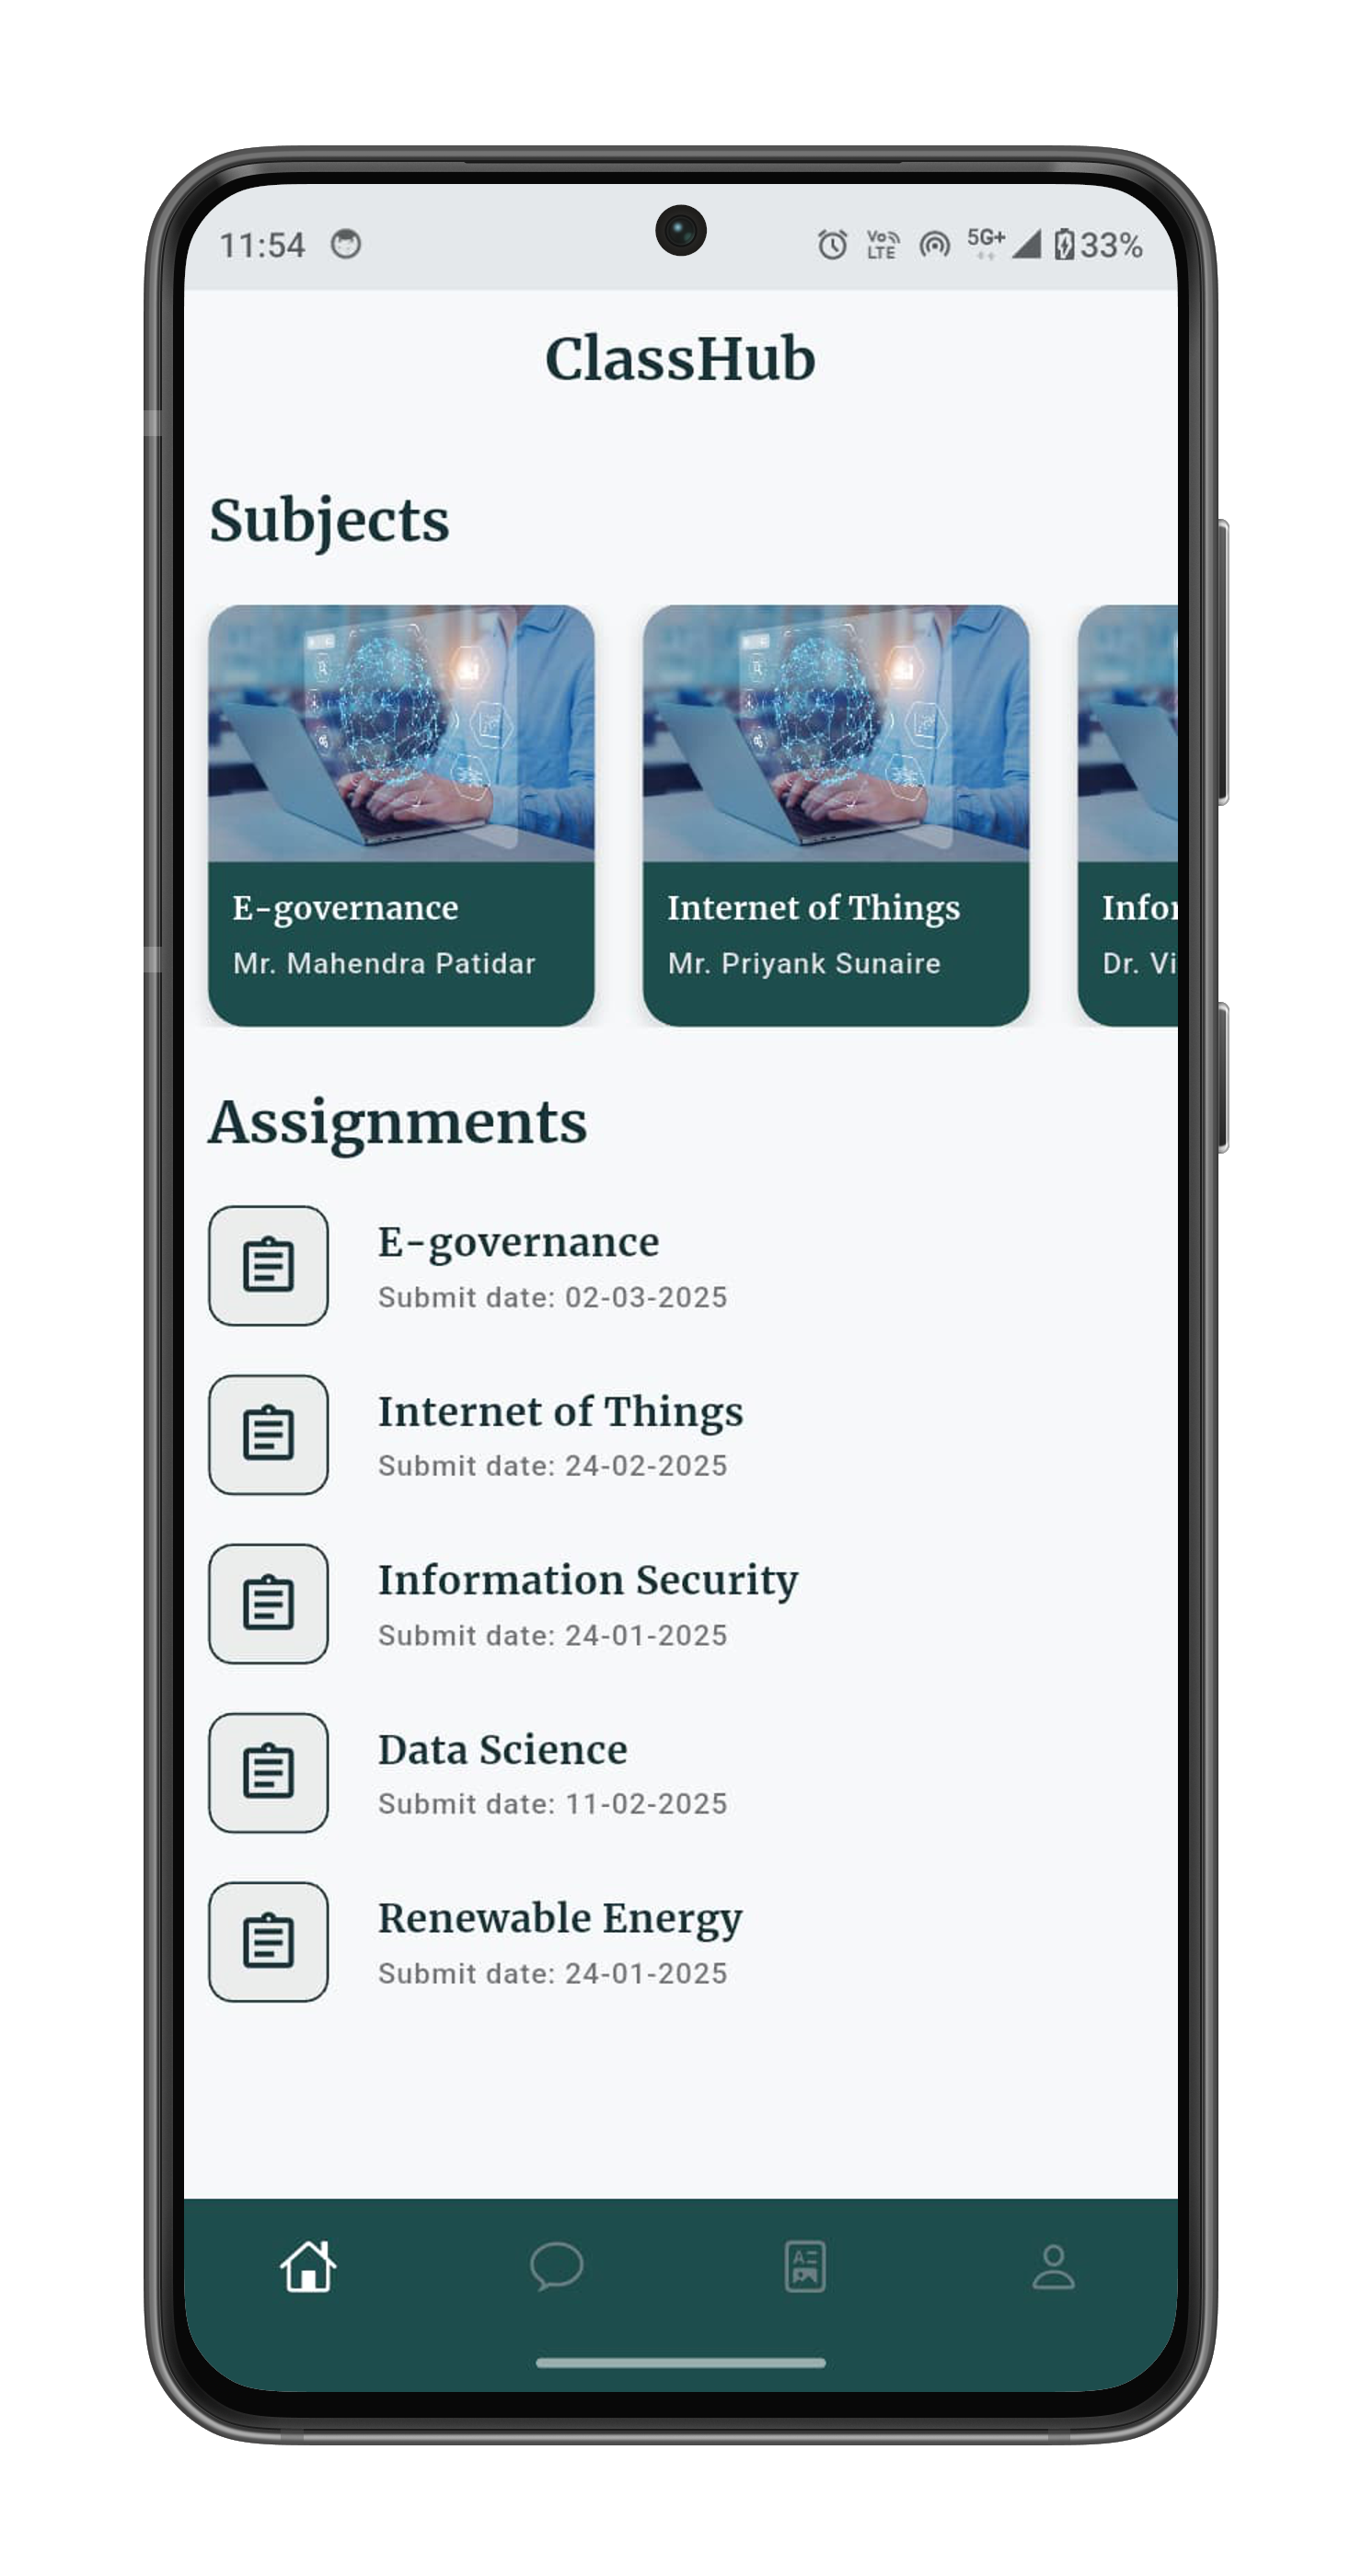 11:54 Vo LTE 5G+ 33%
ClassHub
Subjects
E-governance
Mr. Mahendra Patidar
Internet of Things
Mr. Priyank Sunaire
Infor
Dr. Vi
Assignments
E-governance
Submit date: 02-03-2025
Internet of Things
Submit date: 24-02-2025
Information Security
Submit date: 24-01-2025
Data Science
Submit date: 11-02-2025
Renewable Energy
Submit date: 24-01-2025